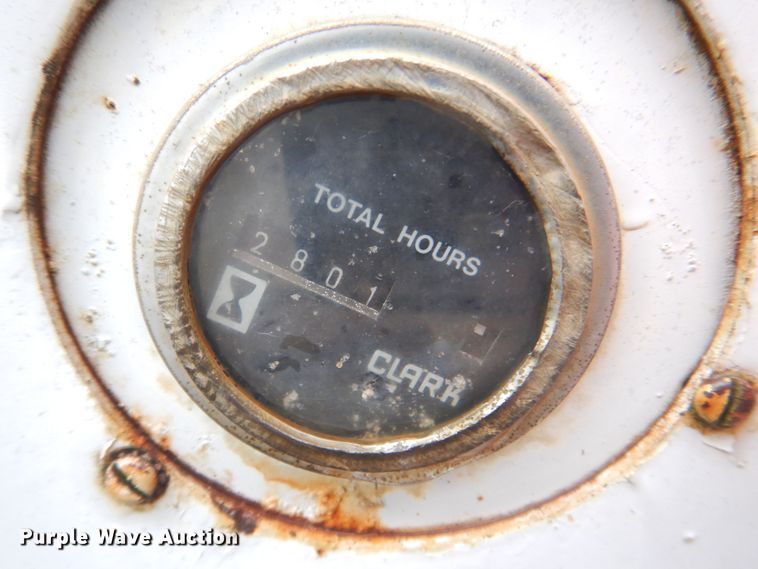 TOTAL HOURS
2801
CLARK
Purple Wave Auction